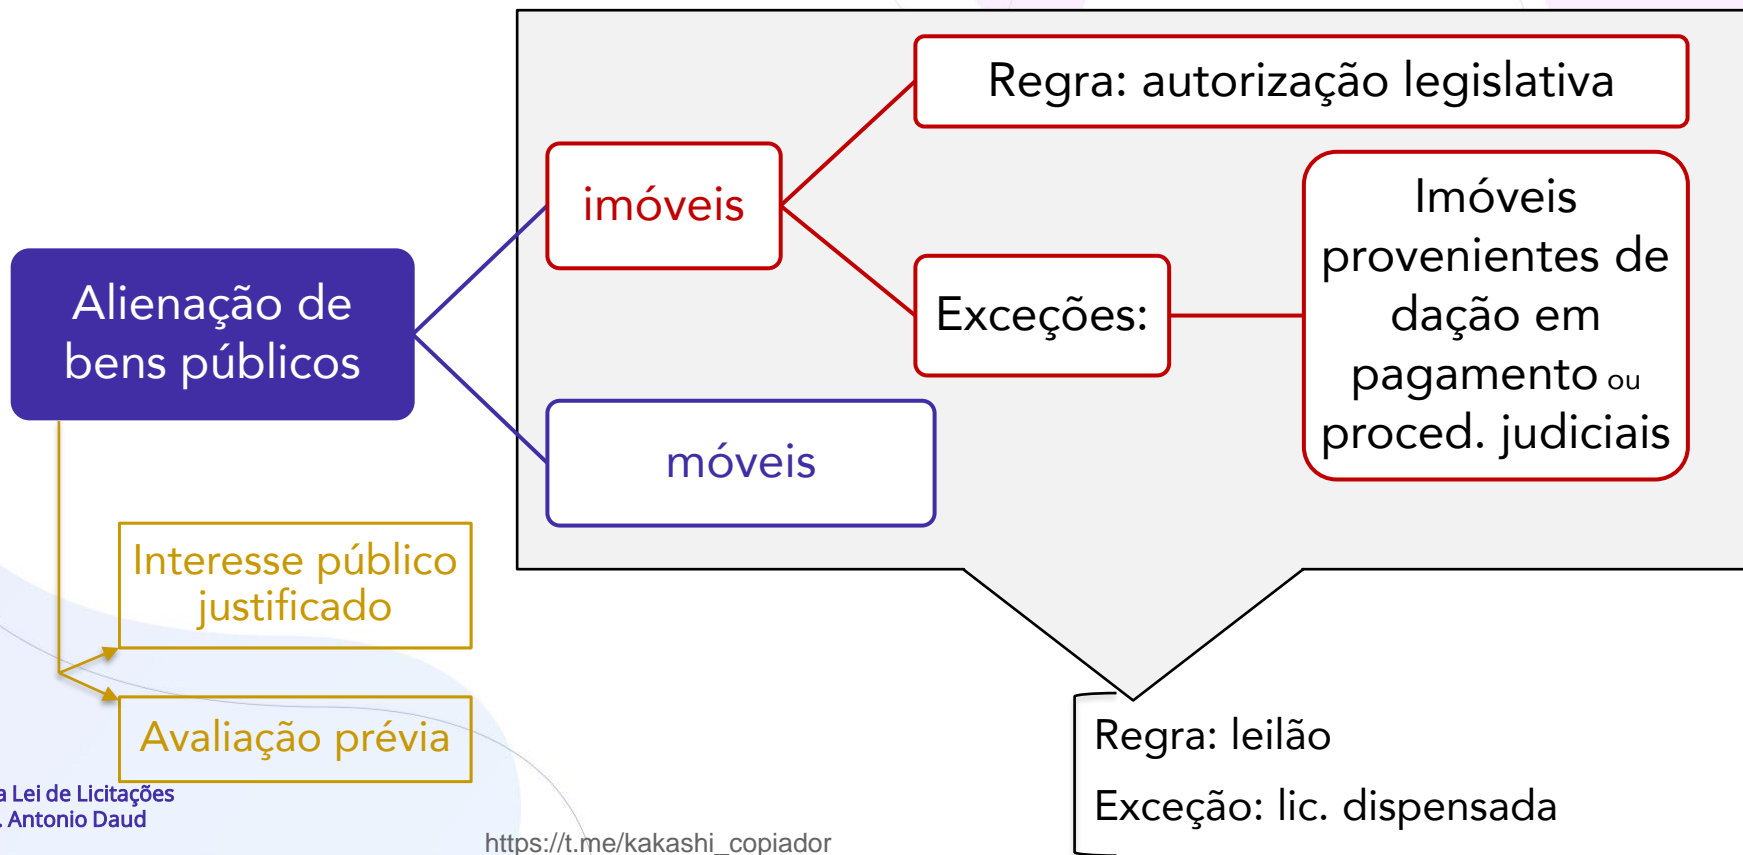 Regra: autorização legislativa
imóveis
Imóveis
provenientes de
dação em
pagamento ou
proced. judiciais
Exceções:
Alienação de
bens públicos
móveis
Interesse público
justificado
Avaliação prévia
Regra: leilão
Exceção: lic. dispensada
a Lei de Licitações
. Antonio Daud
https://t.me/kakashi_copiador